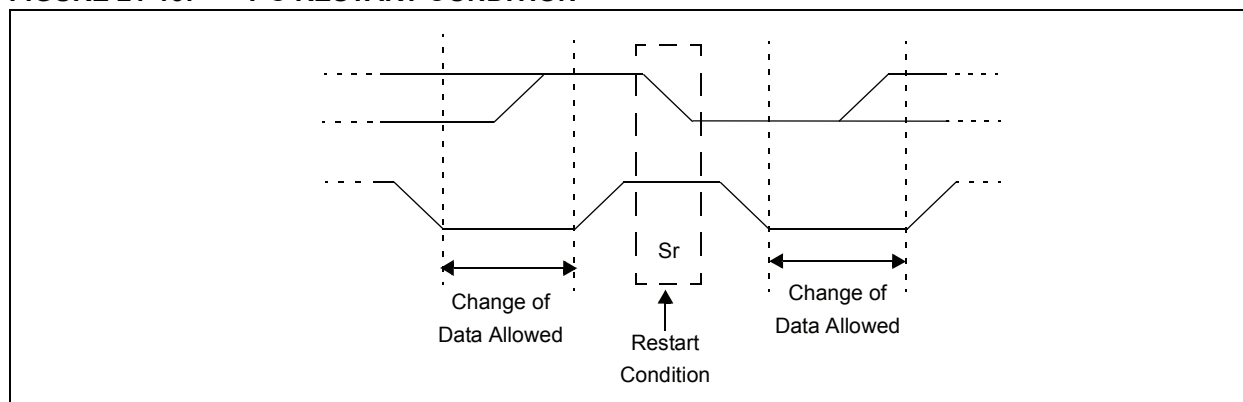 Sr
Change of
Data Allowed
Restart
Condition
Change of
Data Allowed